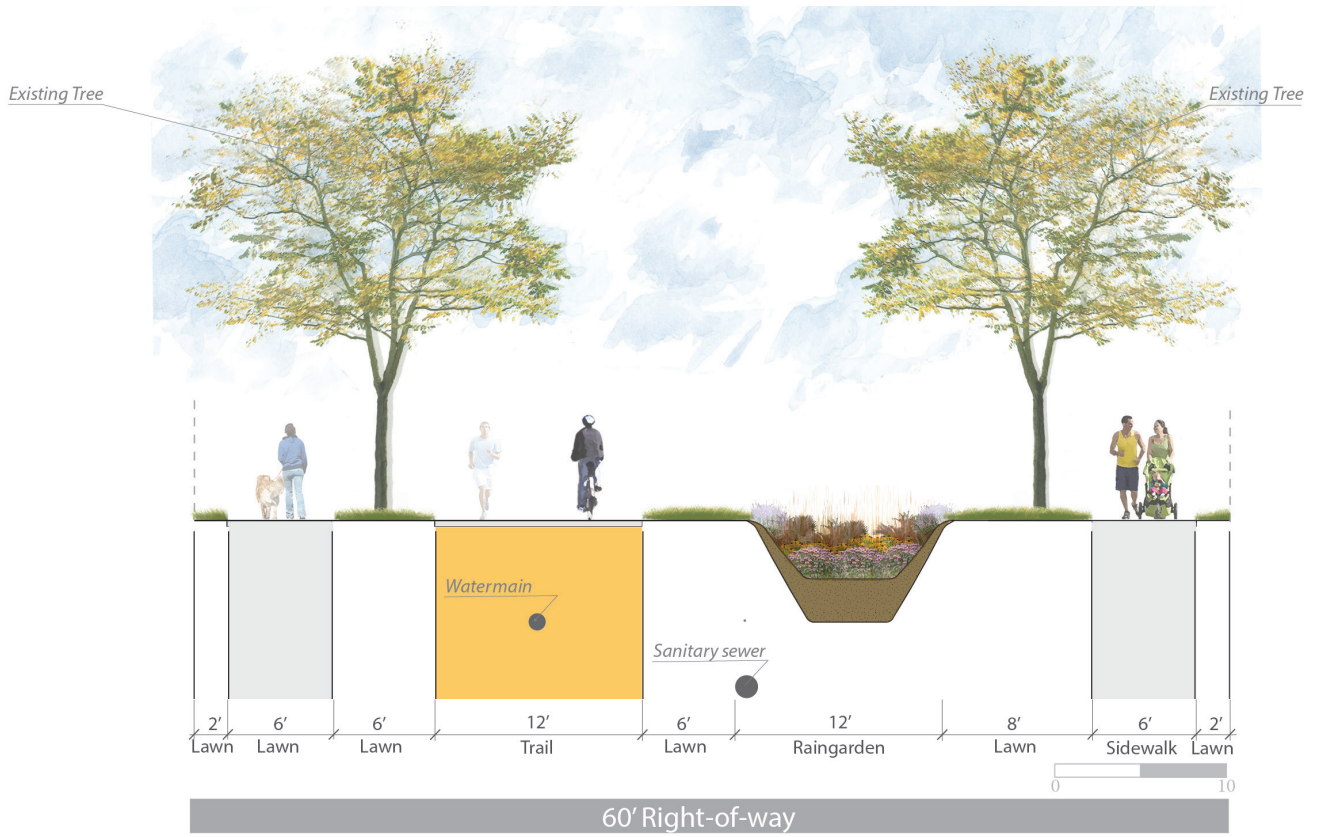 Existing Tree
Existing Tree
Watermain
Sanitary sewer
2’ 6’ 6’ 12’ 6’ 12’ 8’ 6’ 2’
Lawn Lawn Lawn Trail Lawn Raingarden Lawn Sidewalk Lawn
0 10
60’ Right-of-way